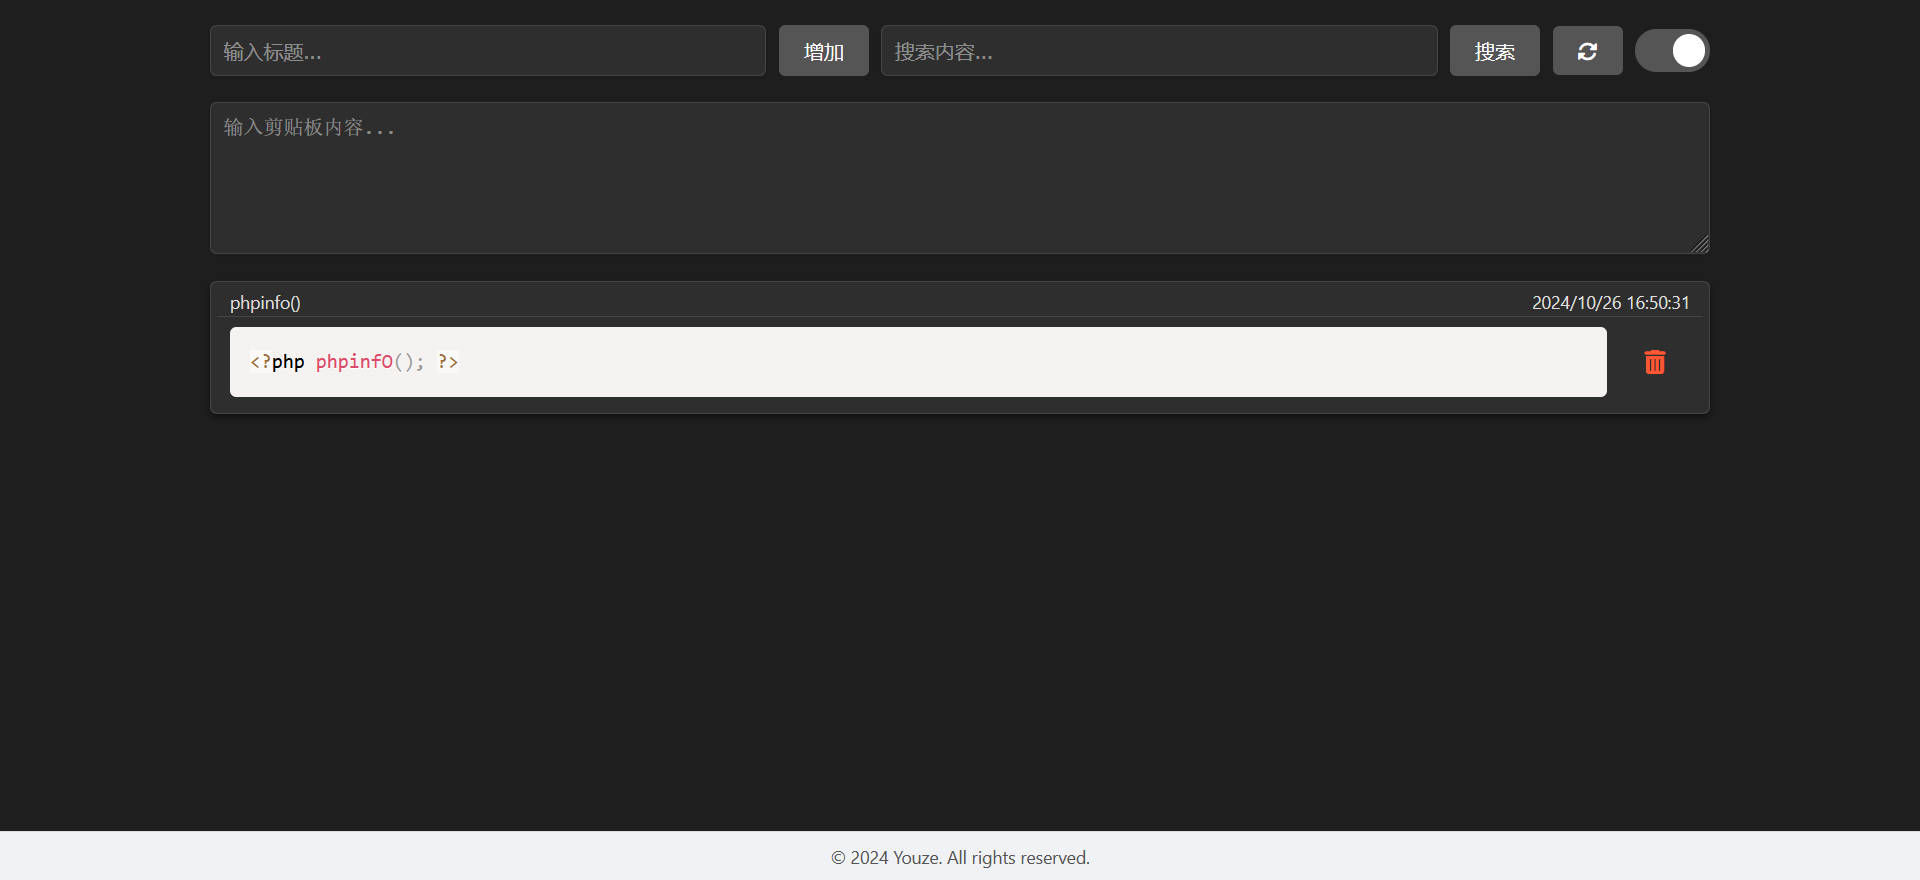 输入标题...
增加
搜索内容...
搜索
输入剪贴板内容...
phpinfo()
2024/10/26 16:50:31
<?php phpinfO(); ?>
© 2024 Youze. All rights reserved.